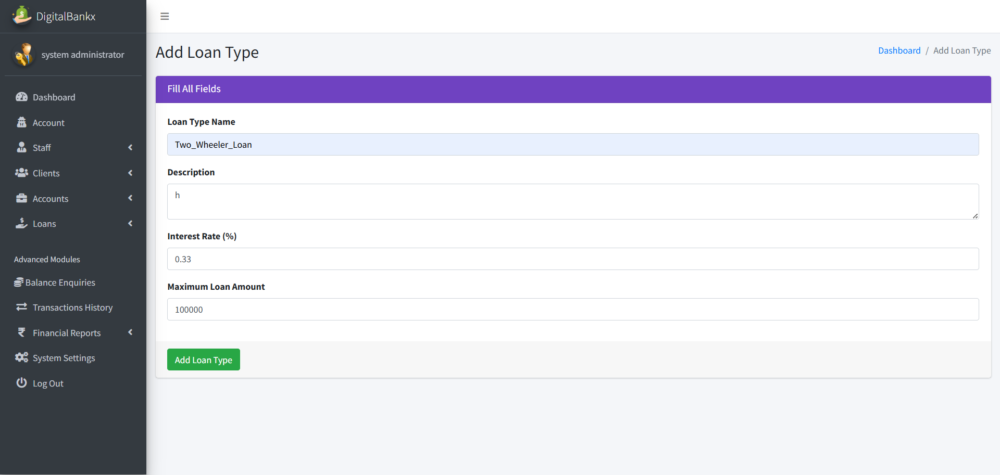 DigitalBankx
system administrator
Dashboard
Account
Staff
Clients
Accounts
Loans
Advanced Modules
Balance Enquiries
Transactions History
Financial Reports
System Settings
Log Out
Add Loan Type
Dashboard / Add Loan Type
Fill All Fields
Loan Type Name
Two_Wheeler_Loan
Description
h
Interest Rate (%)
0.33
Maximum Loan Amount
100000
Add Loan Type